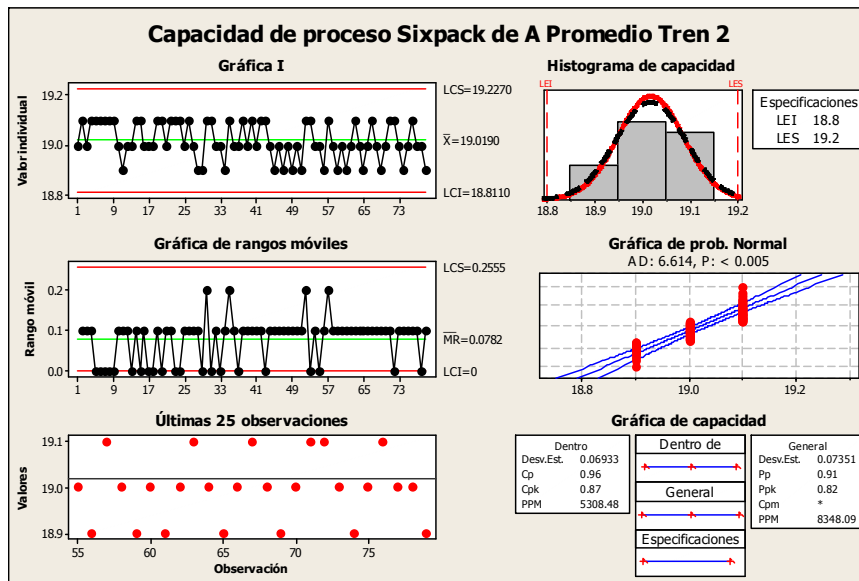 Capacidad de proceso Sixpack de A Promedio Tren 2
Gráfica I
Valor individual
19.2
19.0
18.8
1 9 17 25 33 41 49 57 65 73
LCS=19.2270
X=19.0190
LCI=18.8110
Histograma de capacidad
LEI LES
18.8 18.9 19.0 19.1 19.2
Especificaciones
LEI 18.8
LES 19.2
Gráfica de rangos móviles
Rango móvil
0.2
0.1
0.0
1 9 17 25 33 41 49 57 65 73
LCS=0.2555
MR=0.0782
LCI=0
Gráfica de prob. Normal
AD: 6.614, P: < 0.005
18.8 19.0 19.2
Últimas 25 observaciones
Valores
19.1
19.0
18.9
55 60 65 70 75
Observación
Gráfica de capacidad
Dentro
Desv.Est. 0.06933
Cp 0.96
Cpk 0.87
PPM 5308.48
Dentro de
General
Especificaciones
General
Desv.Est. 0.07351
Pp 0.91
Ppk 0.82
Cpm *
PPM 8348.09